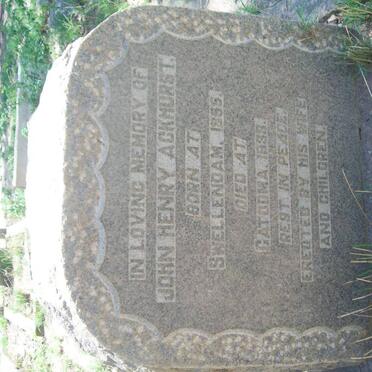 IN LOVING MEMORY OF
JOHN HENRY ACKHURST
BORN AT
SWELLENDAM, 1855.
DIED AT
GATOOMA,
REST IN PEACE
ERECTED BY HIS WIFE
AND CHILDREN.